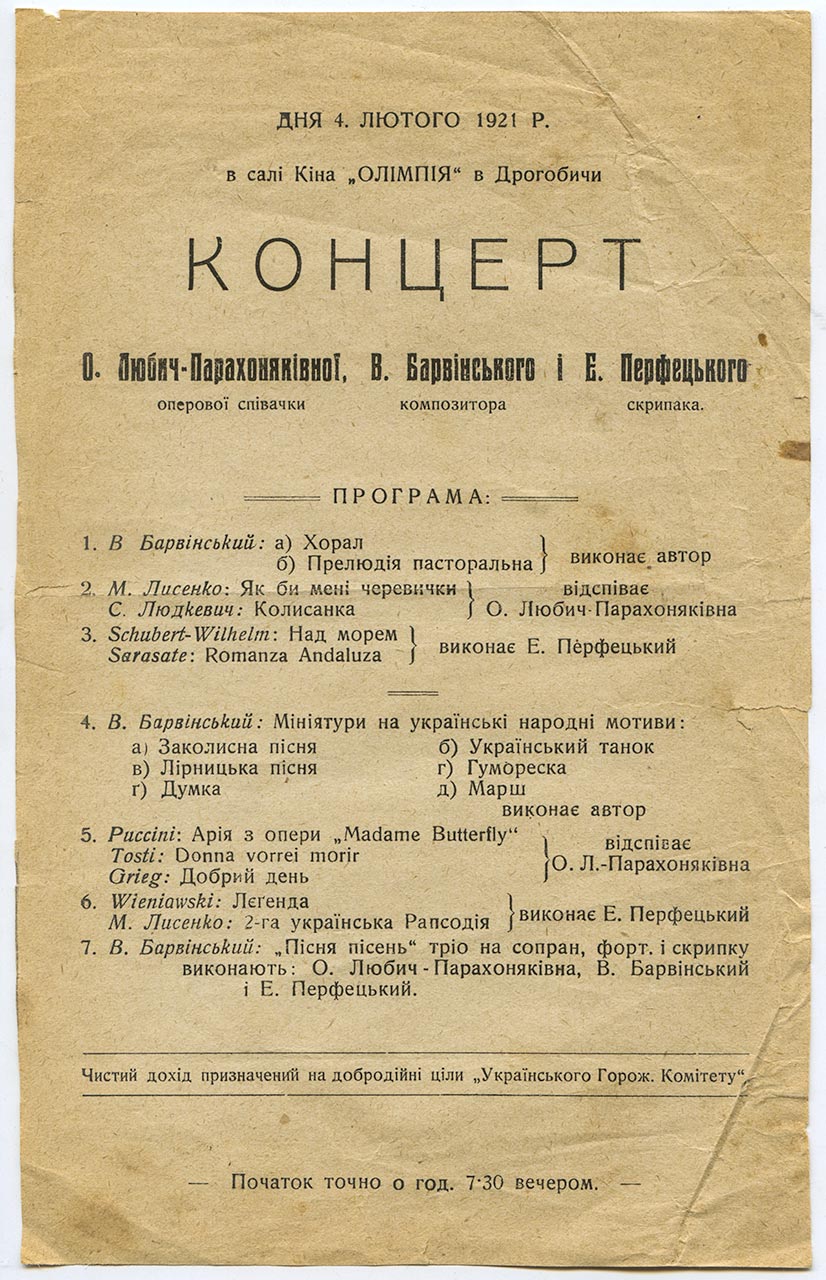 ДНЯ 4. ЛЮТОГО 1921 Р.
в салі Кіна „ОЛІМПІЯ“ в Дрогобичи
КОНЦЕРТ
О. Любич-Парахоняківної, В. Барвінського і Е. Перфецького
оперової співачки композитора скрипака.
ПРОГРАМА:
1. В Барвінський: а) Хорал
б) Прелюдія пасторальна } виконає автор
2. М. Лисенко: Як би мені черевички } відспіває
С. Людкевич: Колисанка } О. Любич-Парахоняківна
3. Schubert-Wilhelm: Над морем
Sarasate: Romanza Andaluza } виконає Е. Перфецький
4. В. Барвінський: Мініятури на українські народні мотиви:
а) Заколисна пісня б) Український танок
в) Лірницька пісня г) Гумореска
ґ) Думка д) Марш
виконає автор
5. Puccini: Арія з опери „Madame Butterfly“
Tosti: Donna vorrei morir } відспіває
Grieg: Добрий день } О. Л.-Парахоняківна
6. Wieniawski: Лєґенда
М. Лисенко: 2-га українська Рапсодія } виконає Е. Перфецький
7. В. Барвінський: „Пісня пісень“ тріо на сопран, форт. і скрипку
виконають: О. Любич-Парахоняківна, В. Барвінський
і Е. Перфецький.
Чистий дохід призначений на добродійні ціли „Українського Горож. Комітету“
— Початок точно о год. 7·30 вечером. —